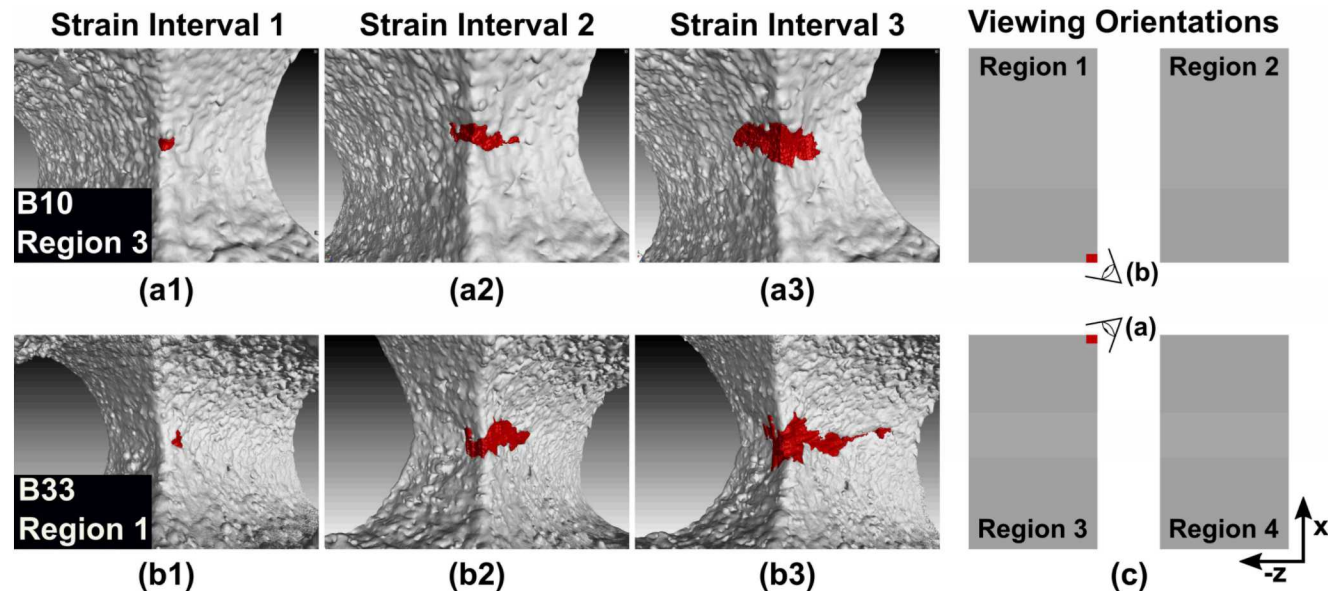 Strain Interval 1
Strain Interval 2
Strain Interval 3
Viewing Orientations
B10
Region 3
(a1)
(a2)
(a3)
Region 1
Region 2
(b)
(a)
B33
Region 1
(b1)
(b2)
(b3)
Region 3
Region 4
x
-z
(c)